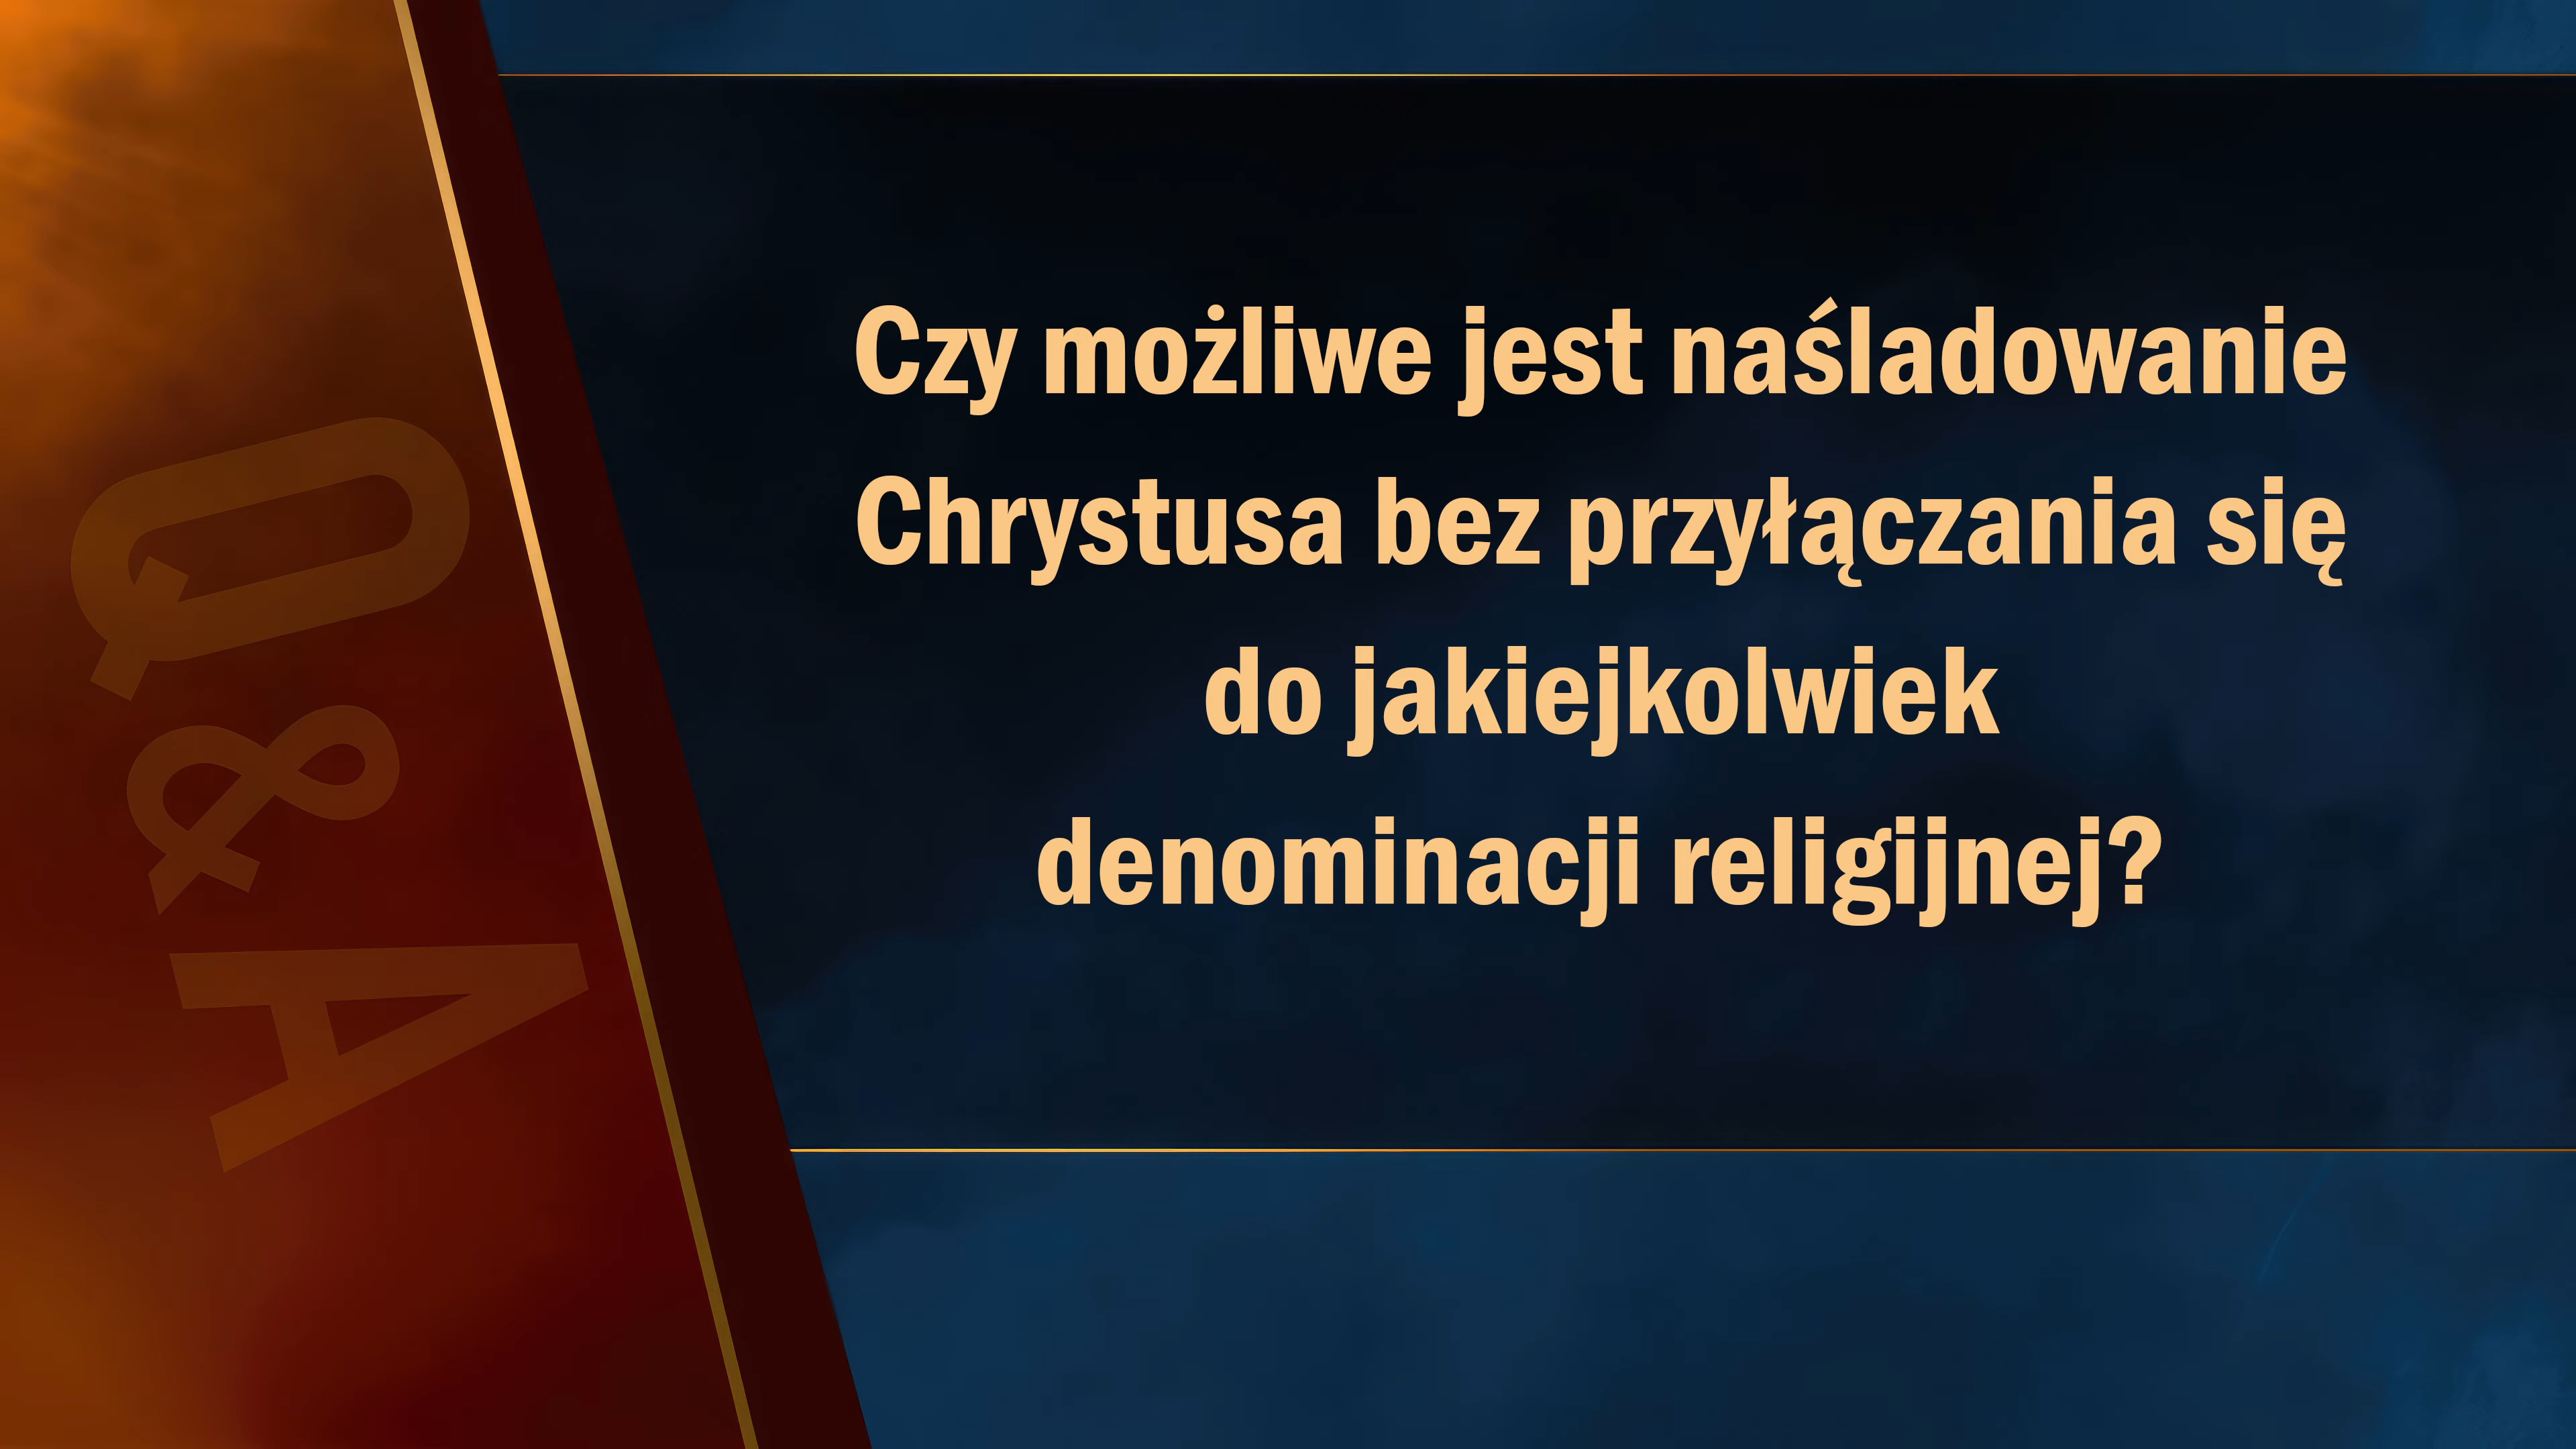 Q&A
Czy możliwe jest naśladowanie
Chrystusa bez przyłączania się
do jakiejkolwiek
denominacji religijnej?